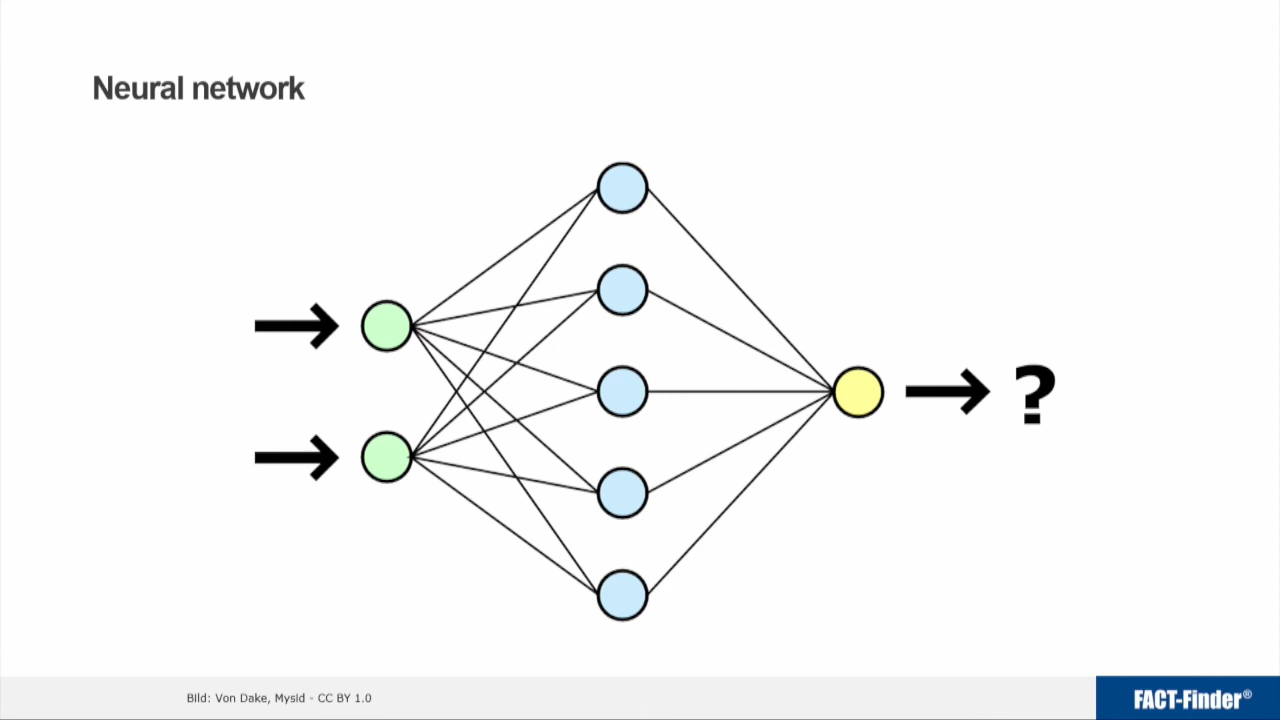 Neural network
?
Bild: Von Dake, Mysid - CC BY 1.0
FACT-Finder®